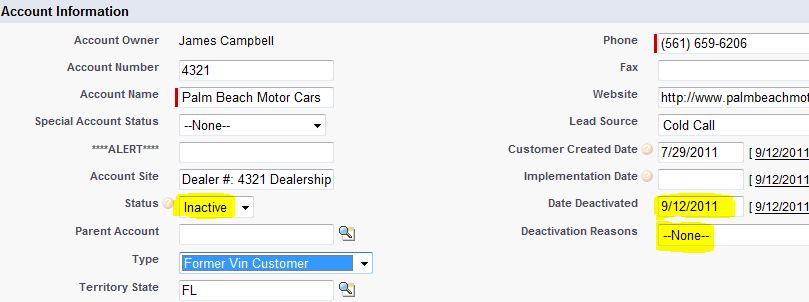 Account Information
Account Owner James Campbell Phone (561) 659-6206
Account Number 4321 Fax
Account Name Palm Beach Motor Cars Website http://www.palmbeachmot
Special Account Status --None-- Lead Source Cold Call
****ALERT**** Customer Created Date ? 7/29/2011 [ 9/12/2011
Account Site Dealer #: 4321 Dealership Implementation Date ? [ 9/12/2011
Status ? Inactive Date Deactivated 9/12/2011 [ 9/12/2011
Parent Account Deactivation Reasons --None--
Type Former Vin Customer
Territory State FL